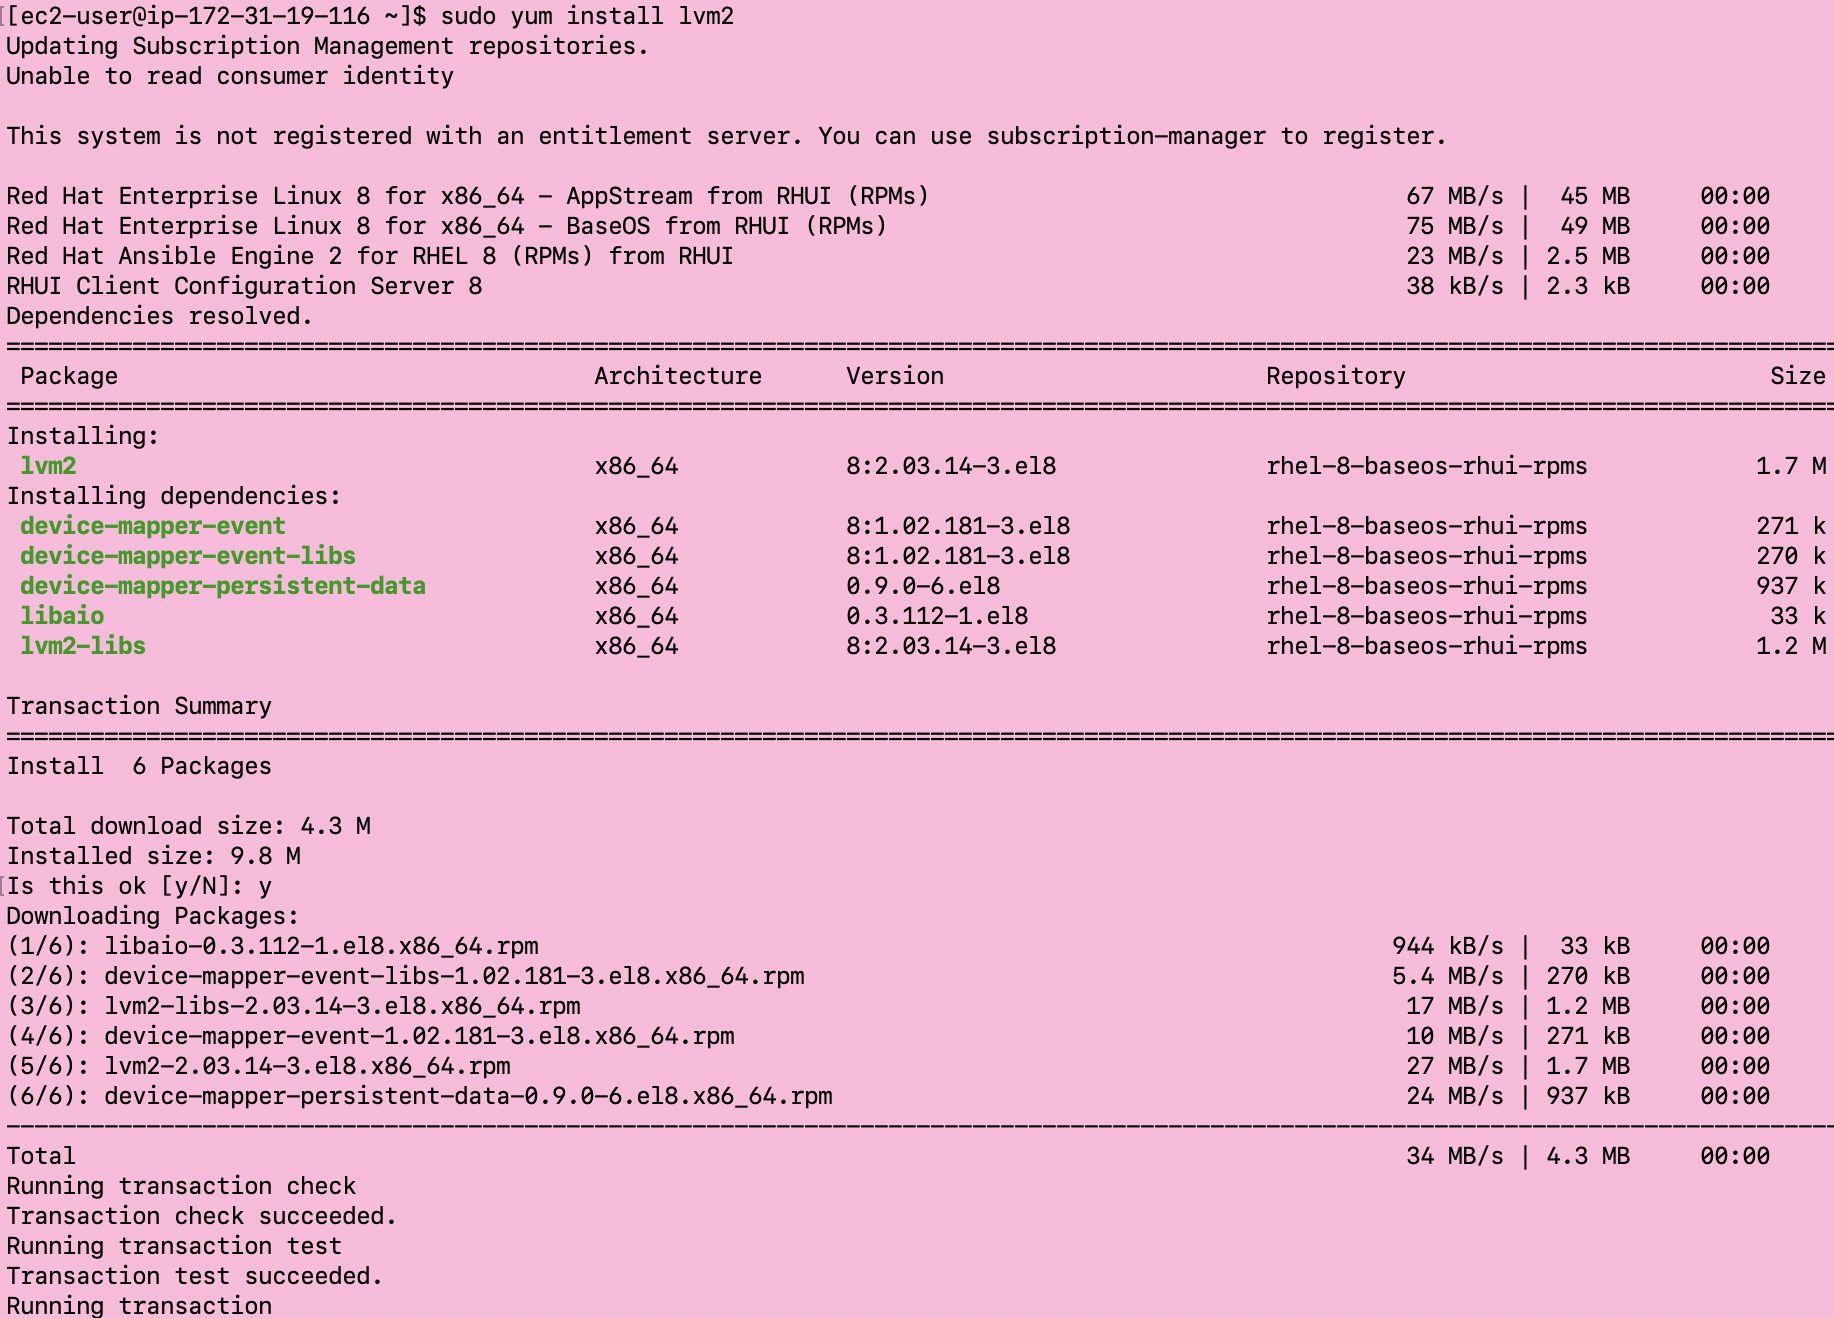 [[ec2-user@ip-172-31-19-116 ~]$ sudo yum install lvm2
Updating Subscription Management repositories.
Unable to read consumer identity
This system is not registered with an entitlement server. You can use subscription-manager to register.
Red Hat Enterprise Linux 8 for x86_64 - AppStream from RHUI (RPMs) 67 MB/s | 45 MB 00:00
Red Hat Enterprise Linux 8 for x86_64 - BaseOS from RHUI (RPMs) 75 MB/s | 49 MB 00:00
Red Hat Ansible Engine 2 for RHEL 8 (RPMs) from RHUI 23 MB/s | 2.5 MB 00:00
RHUI Client Configuration Server 8 38 kB/s | 2.3 kB 00:00
Dependencies resolved.
Package Architecture Version Repository Size
Installing:
lvm2 x86_64 8:2.03.14-3.el8 rhel-8-baseos-rhui-rpms 1.7 M
Installing dependencies:
device-mapper-event x86_64 8:1.02.181-3.el8 rhel-8-baseos-rhui-rpms 271 k
device-mapper-event-libs x86_64 8:1.02.181-3.el8 rhel-8-baseos-rhui-rpms 270 k
device-mapper-persistent-data x86_64 0.9.0-6.el8 rhel-8-baseos-rhui-rpms 937 k
libaio x86_64 0.3.112-1.el8 rhel-8-baseos-rhui-rpms 33 k
lvm2-libs x86_64 8:2.03.14-3.el8 rhel-8-baseos-rhui-rpms 1.2 M
Transaction Summary
Install 6 Packages
Total download size: 4.3 M
Installed size: 9.8 M
[Is this ok [y/N]: y
Downloading Packages:
(1/6): libaio-0.3.112-1.el8.x86_64.rpm 944 kB/s | 33 kB 00:00
(2/6): device-mapper-event-libs-1.02.181-3.el8.x86_64.rpm 5.4 MB/s | 270 kB 00:00
(3/6): lvm2-libs-2.03.14-3.el8.x86_64.rpm 17 MB/s | 1.2 MB 00:00
(4/6): device-mapper-event-1.02.181-3.el8.x86_64.rpm 10 MB/s | 271 kB 00:00
(5/6): lvm2-2.03.14-3.el8.x86_64.rpm 27 MB/s | 1.7 MB 00:00
(6/6): device-mapper-persistent-data-0.9.0-6.el8.x86_64.rpm 24 MB/s | 937 kB 00:00
Total 34 MB/s | 4.3 MB 00:00
Running transaction check
Transaction check succeeded.
Running transaction test
Transaction test succeeded.
Running transaction